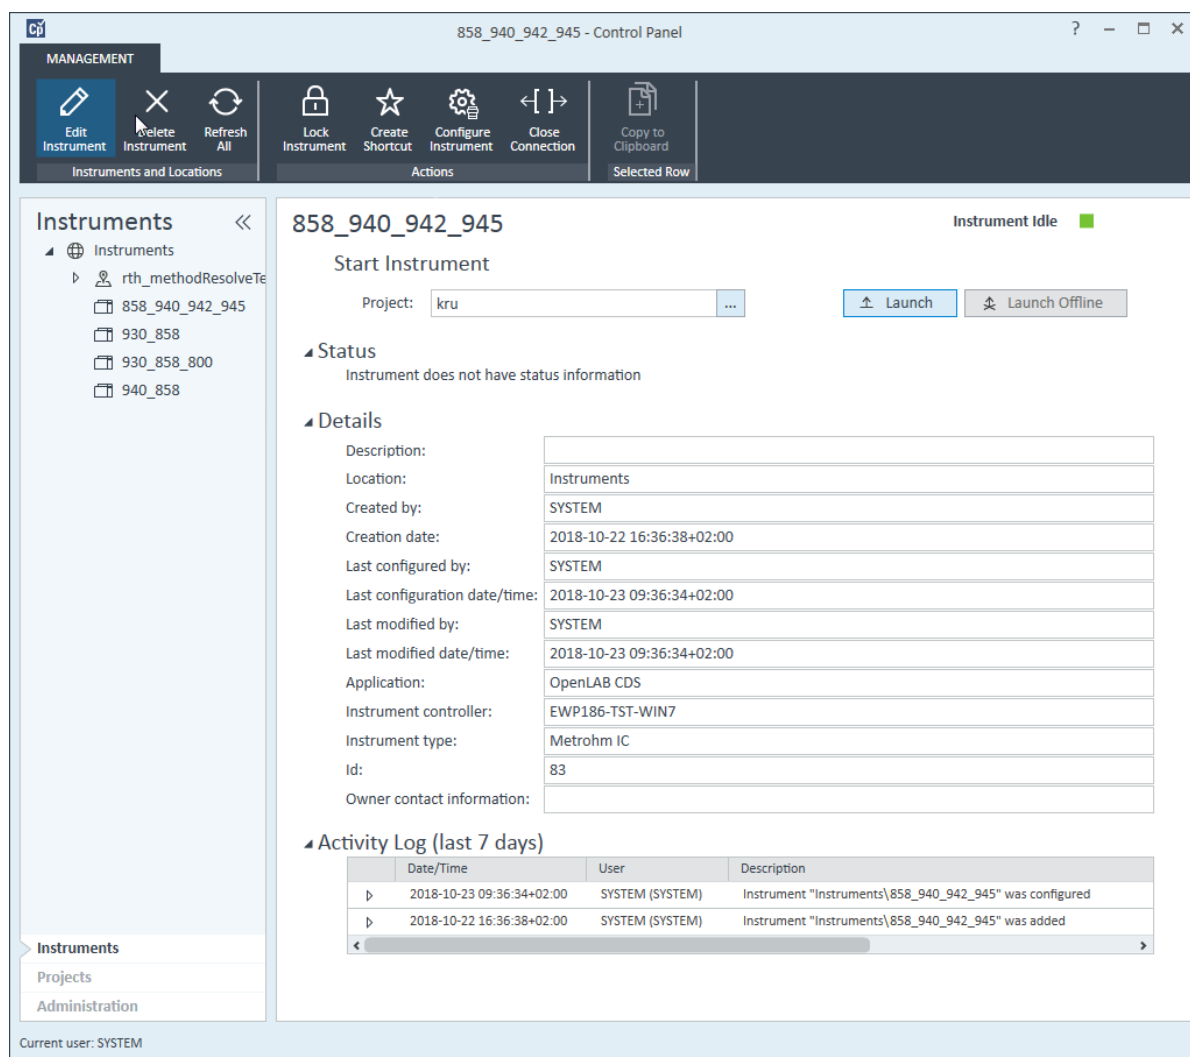 Cp
858_940_942_945 - Control Panel
?
MANAGEMENT
Edit Instrument
Delete Instrument
Refresh All
Lock Instrument
Create Shortcut
Configure Instrument
Close Connection
Copy to Clipboard
Instruments and Locations
Actions
Selected Row
Instruments
Instruments
rth_methodResolveTe
858_940_942_945
930_858
930_858_800
940_858
Instruments
Projects
Administration
858_940_942_945
Instrument Idle
Start Instrument
Project: kru ... Launch Launch Offline
Status
Instrument does not have status information
Details
Description:
Location: Instruments
Created by: SYSTEM
Creation date: 2018-10-22 16:36:38+02:00
Last configured by: SYSTEM
Last configuration date/time: 2018-10-23 09:36:34+02:00
Last modified by: SYSTEM
Last modified date/time: 2018-10-23 09:36:34+02:00
Application: OpenLAB CDS
Instrument controller: EWP186-TST-WIN7
Instrument type: Metrohm IC
Id: 83
Owner contact information:
Activity Log (last 7 days)
Date/Time User Description
2018-10-23 09:36:34+02:00 SYSTEM (SYSTEM) Instrument "Instruments\858_940_942_945" was configured
2018-10-22 16:36:38+02:00 SYSTEM (SYSTEM) Instrument "Instruments\858_940_942_945" was added
Current user: SYSTEM